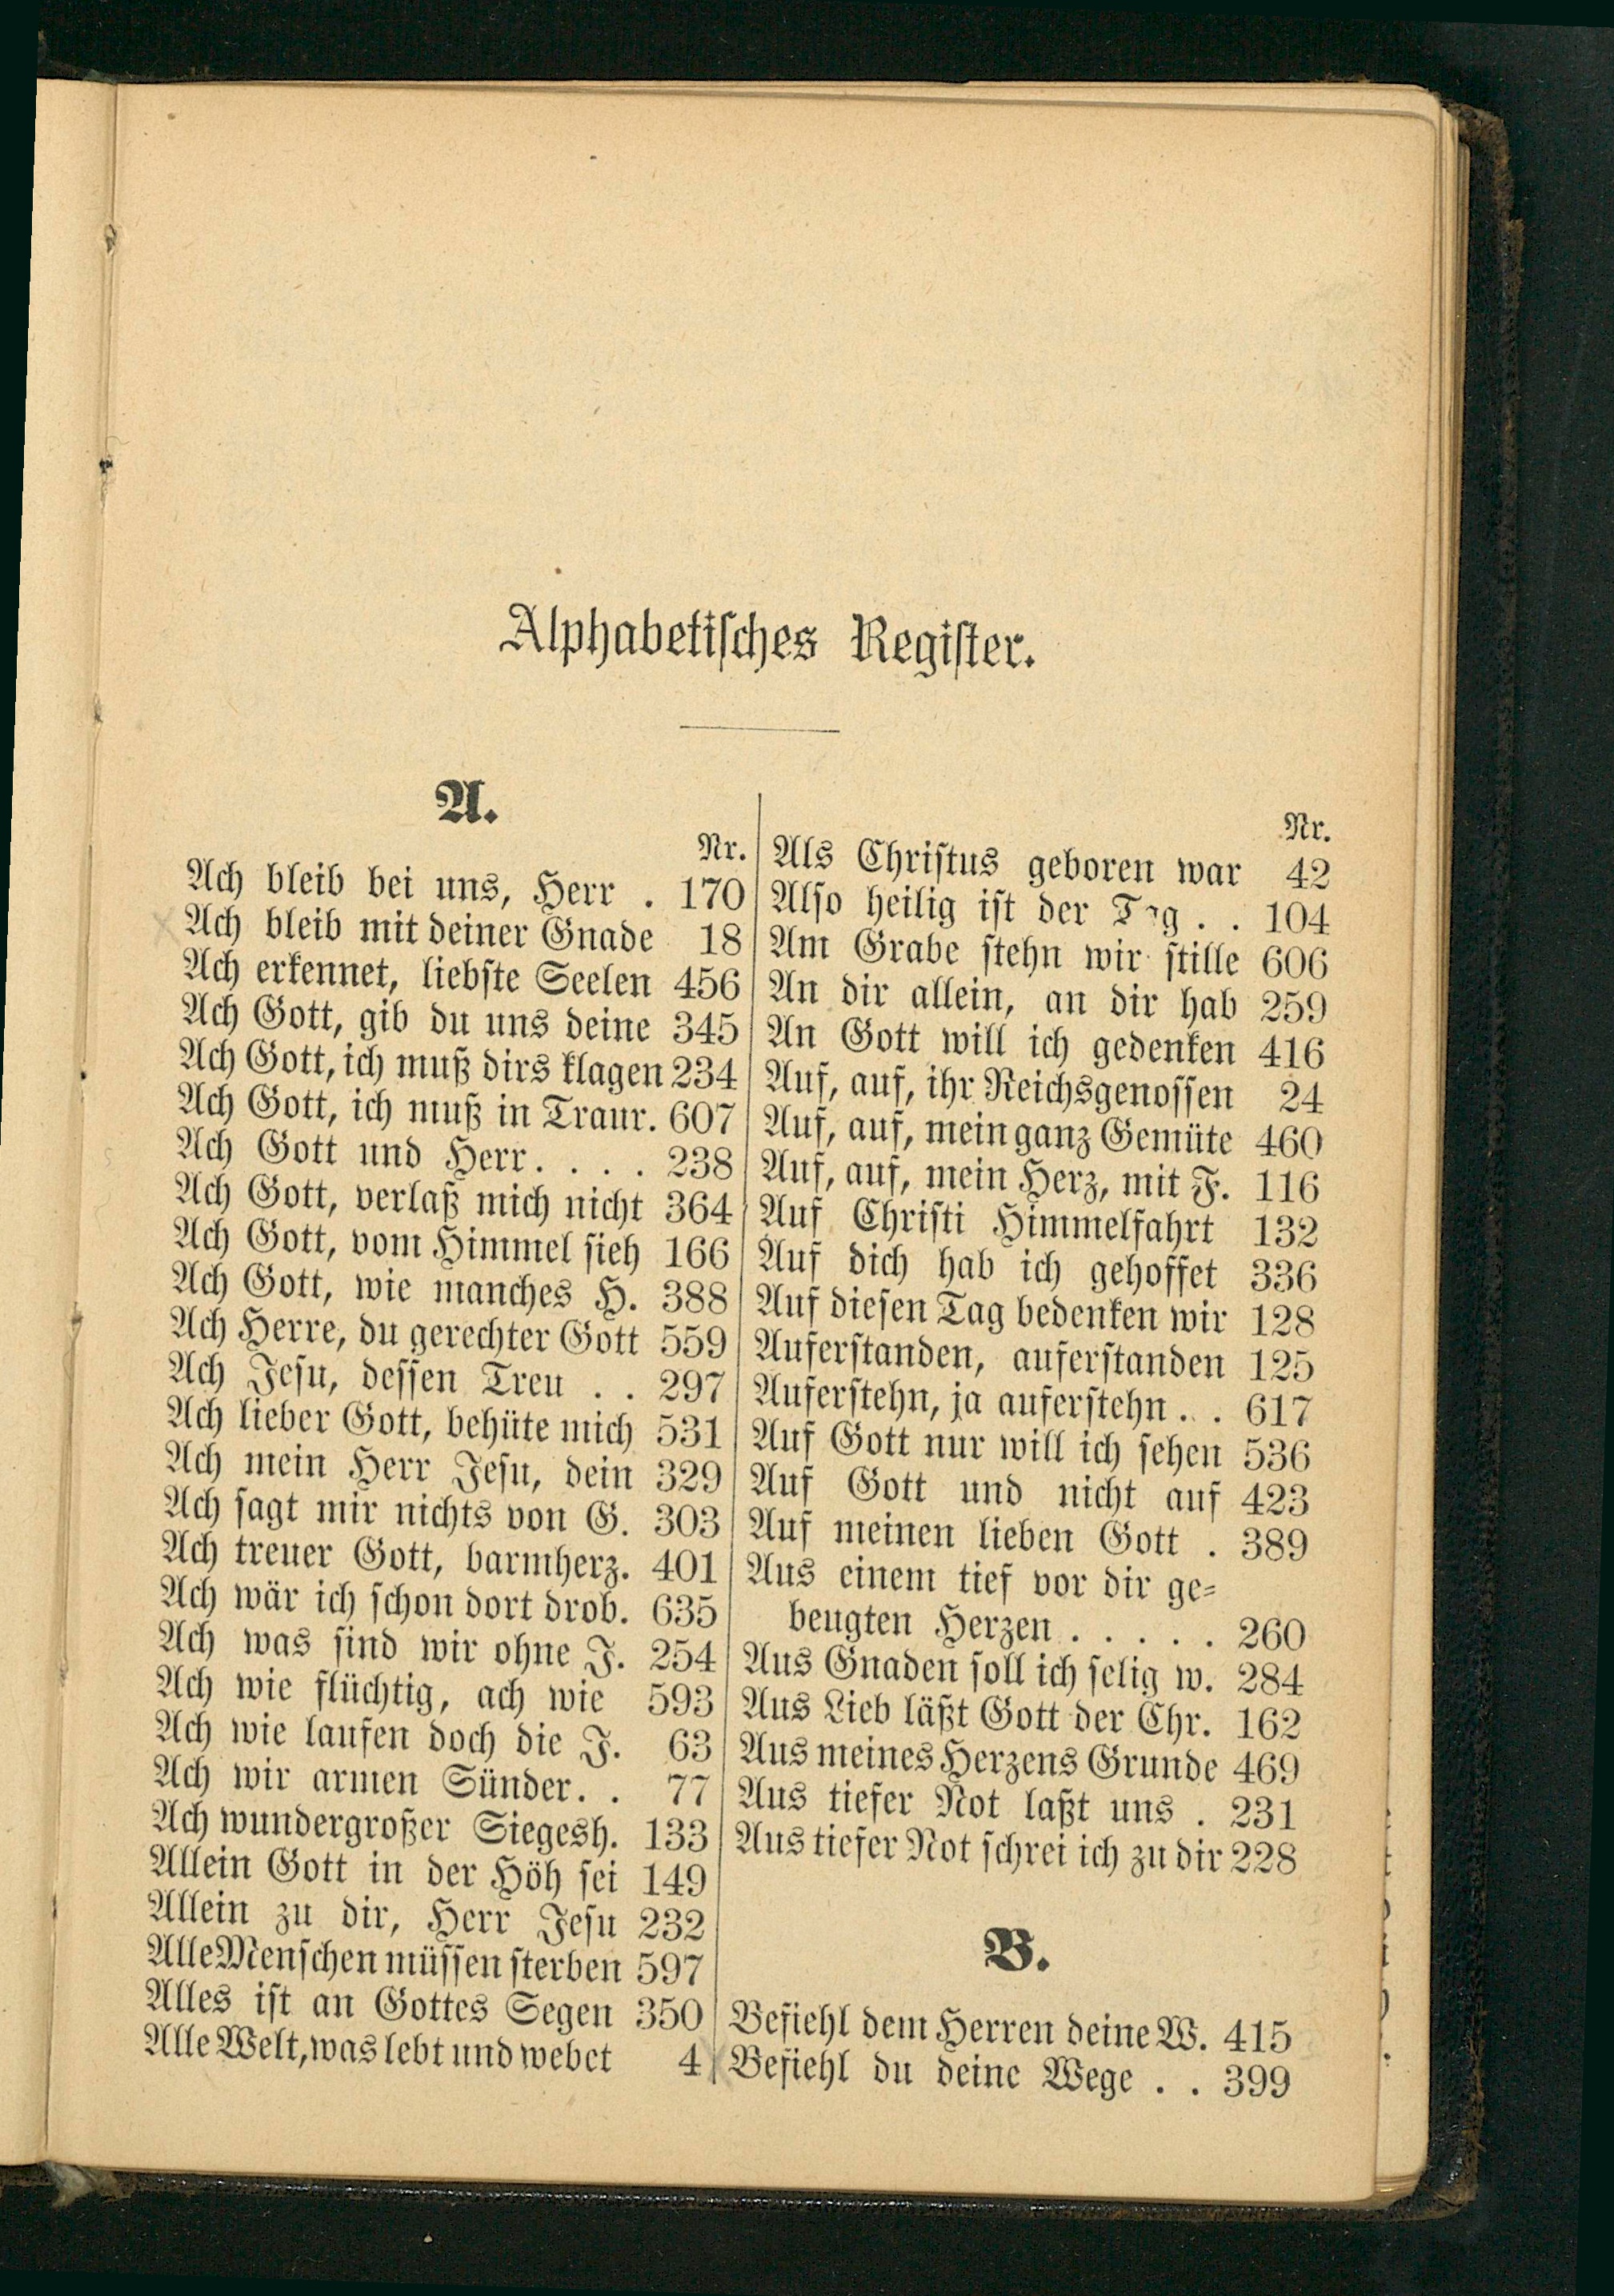 Alphabetisches Register.
A.
Nr.
Ach bleib bei uns, Herr . 170
Ach bleib mit deiner Gnade 18
Ach erkennet, liebste Seelen 456
Ach Gott, gib du uns deine 345
Ach Gott, ich muß dirs klagen 234
Ach Gott, ich muß in Traur. 607
Ach Gott und Herr. . . . 238
Ach Gott, verlaß mich nicht 364
Ach Gott, vom Himmel sieh 166
Ach Gott, wie manches H. 388
Ach Herre, du gerechter Gott 559
Ach Jesu, dessen Treu . . 297
Ach lieber Gott, behüte mich 531
Ach mein Herr Jesu, dein 329
Ach sagt mir nichts von G. 303
Ach treuer Gott, barmherz. 401
Ach wär ich schon dort drob. 635
Ach was sind wir ohne J. 254
Ach wie flüchtig, ach wie 593
Ach wie laufen doch die J. 63
Ach wir armen Sünder. . 77
Ach wundergroßer Siegesh. 133
Allein Gott in der Höh sei 149
Allein zu dir, Herr Jesu 232
Alle Menschen müssen sterben 597
Alles ist an Gottes Segen 350
Alle Welt, was lebt und webet 4
Nr.
Als Christus geboren war 42
Also heilig ist der Tag . . 104
Am Grabe stehn wir stille 606
An dir allein, an dir hab 259
An Gott will ich gedenken 416
Auf, auf, ihr Reichsgenossen 24
Auf, auf, mein ganz Gemüte 460
Auf, auf, mein Herz, mit F. 116
Auf Christi Himmelfahrt 132
Auf dich hab ich gehoffet 336
Auf diesen Tag bedenken wir 128
Auferstanden, auferstanden 125
Auferstehn, ja auferstehn . . 617
Auf Gott nur will ich sehen 536
Auf Gott und nicht auf 423
Auf meinen lieben Gott . 389
Aus einem tief vor dir ge-
beugten Herzen . . . . . 260
Aus Gnaden soll ich selig w. 284
Aus Lieb läßt Gott der Chr. 162
Aus meines Herzens Grunde 469
Aus tiefer Not laßt uns . 231
Aus tiefer Not schrei ich zu dir 228
B.
Befiehl dem Herren deine W. 415
Befiehl du deine Wege . . 399